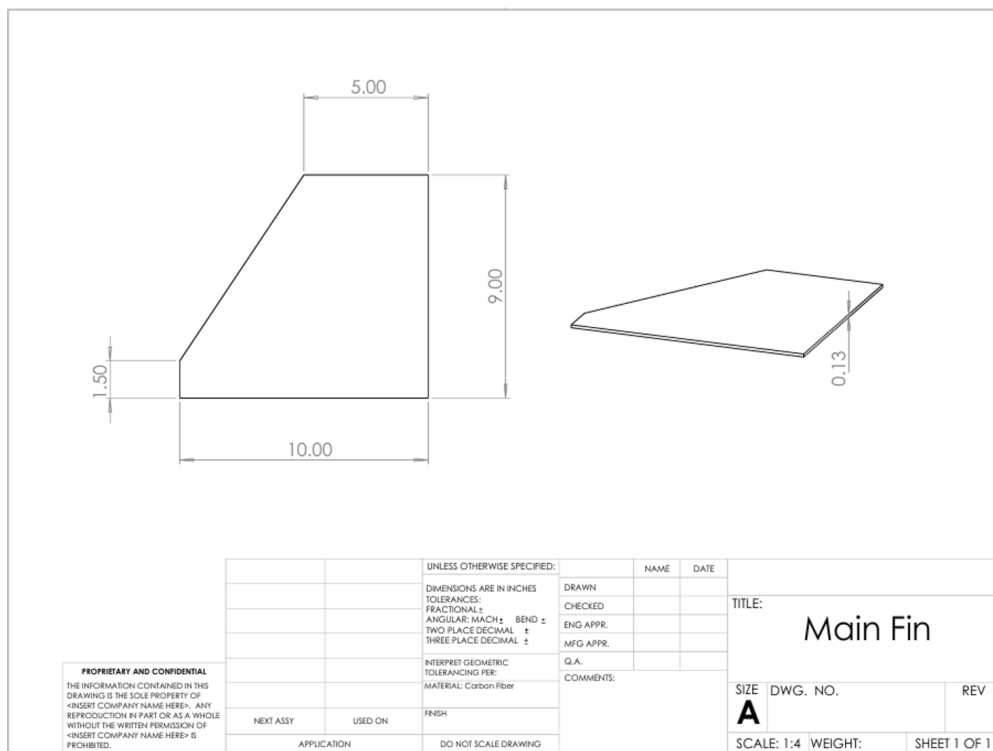 5.00
9.00
1.50
10.00
0.13
UNLESS OTHERWISE SPECIFIED:
DIMENSIONS ARE IN INCHES
TOLERANCES:
FRACTIONAL±
ANGULAR: MACH± BEND ±
TWO PLACE DECIMAL ±
THREE PLACE DECIMAL ±
INTERPRET GEOMETRIC
TOLERANCING PER:
MATERIAL: Carbon Fiber
FINISH
DO NOT SCALE DRAWING
NAME DATE
DRAWN
CHECKED
ENG APPR.
MFG APPR.
Q.A.
COMMENTS:
TITLE:
Main Fin
SIZE DWG. NO. REV
A
SCALE: 1:4 WEIGHT: SHEET 1 OF 1
NEXT ASSY USED ON
APPLICATION
PROPRIETARY AND CONFIDENTIAL
THE INFORMATION CONTAINED IN THIS
DRAWING IS THE SOLE PROPERTY OF
<INSERT COMPANY NAME HERE>. ANY
REPRODUCTION IN PART OR AS A WHOLE
WITHOUT THE WRITTEN PERMISSION OF
<INSERT COMPANY NAME HERE> IS
PROHIBITED.